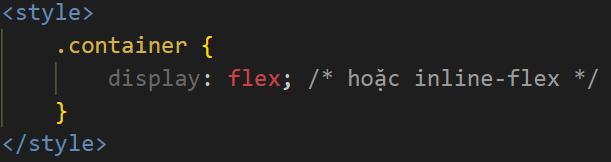 <style>
.container {
display: flex; /* hoặc inline-flex */
}
</style>